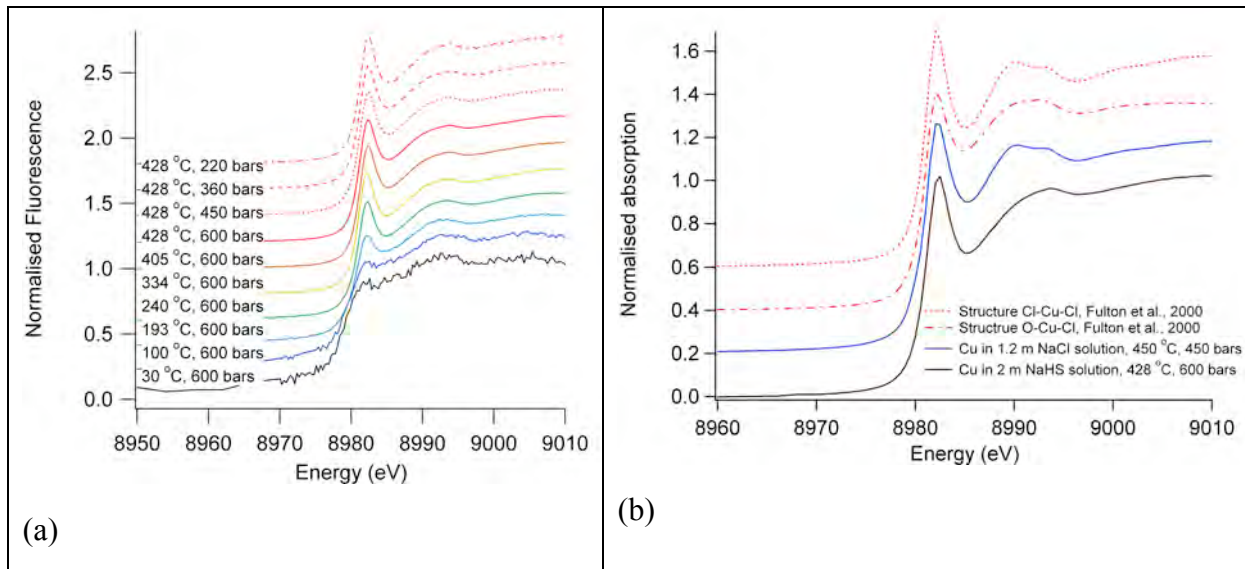 Normalised Fluorescence
2.5
2.0
1.5
1.0
0.5
0.0
428 °C, 220 bars
428 °C, 360 bars
428 °C, 450 bars
428 °C, 600 bars
405 °C, 600 bars
334 °C, 600 bars
240 °C, 600 bars
193 °C, 600 bars
100 °C, 600 bars
30 °C, 600 bars
8950 8960 8970 8980 8990 9000 9010
Energy (eV)
(a)
Normalised absorption
1.6
1.4
1.2
1.0
0.8
0.6
0.4
0.2
0.0
Structure Cl-Cu-Cl, Fulton et al., 2000
Structrue O-Cu-Cl, Fulton et al., 2000
Cu in 1.2 m NaCl solution, 450 °C, 450 bars
Cu in 2 m NaHS solution, 428 °C, 600 bars
8960 8970 8980 8990 9000 9010
Energy (eV)
(b)